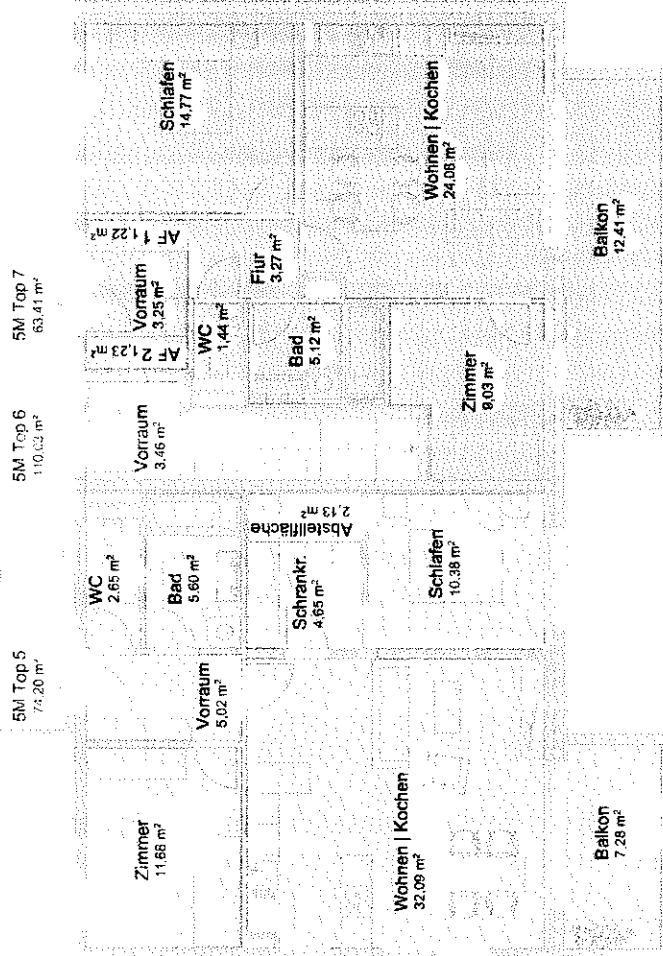 5M Top 5
74,20 m²
5M Top 6
110,03 m²
5M Top 7
63,41 m²
Zimmer
11,68 m²
Vorraum
5,02 m²
WC
2,65 m²
Bad
5,60 m²
Schrankr.
4,65 m²
Abstellfläche
2,13 m²
Schlafen
10,38 m²
Wohnen | Kochen
32,09 m²
Balkon
7,28 m²
Vorraum
3,46 m²
AF 2 1,23 m²
Vorraum
3,25 m²
AF 1 1,22 m²
WC
1,44 m²
Flur
3,27 m²
Bad
5,12 m²
Zimmer
9,03 m²
Schlafen
14,77 m²
Wohnen | Kochen
24,08 m²
Balkon
12,41 m²